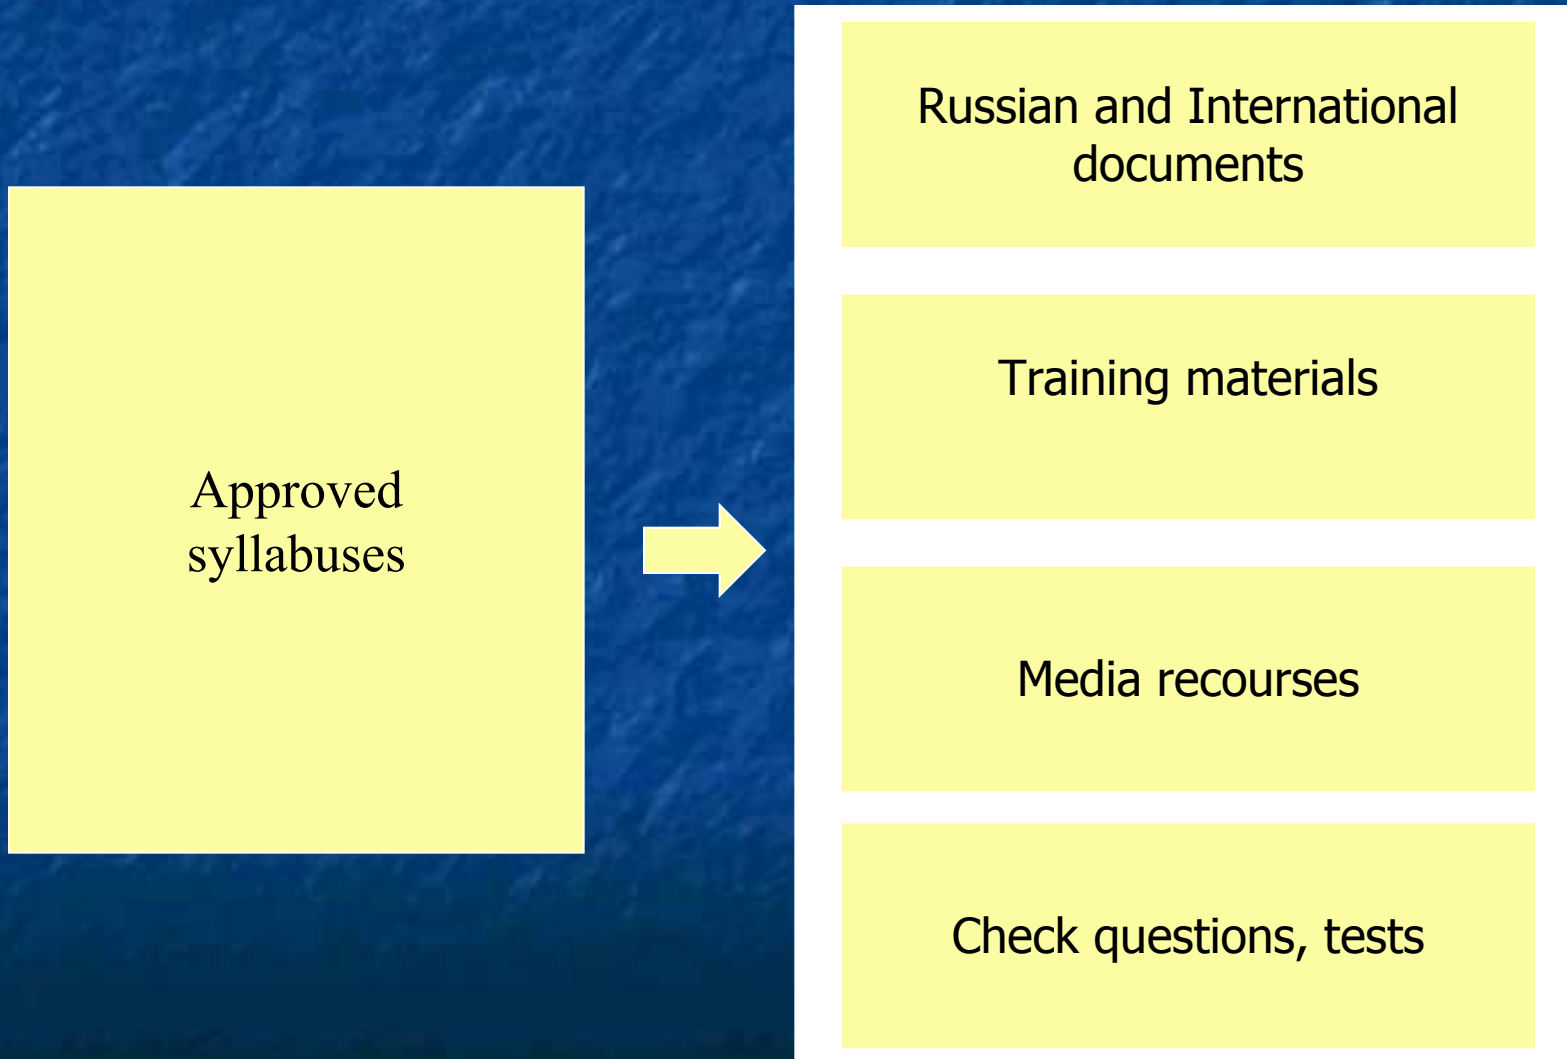 Approved
syllabuses
Russian and International
documents
Training materials
Media recourses
Check questions, tests